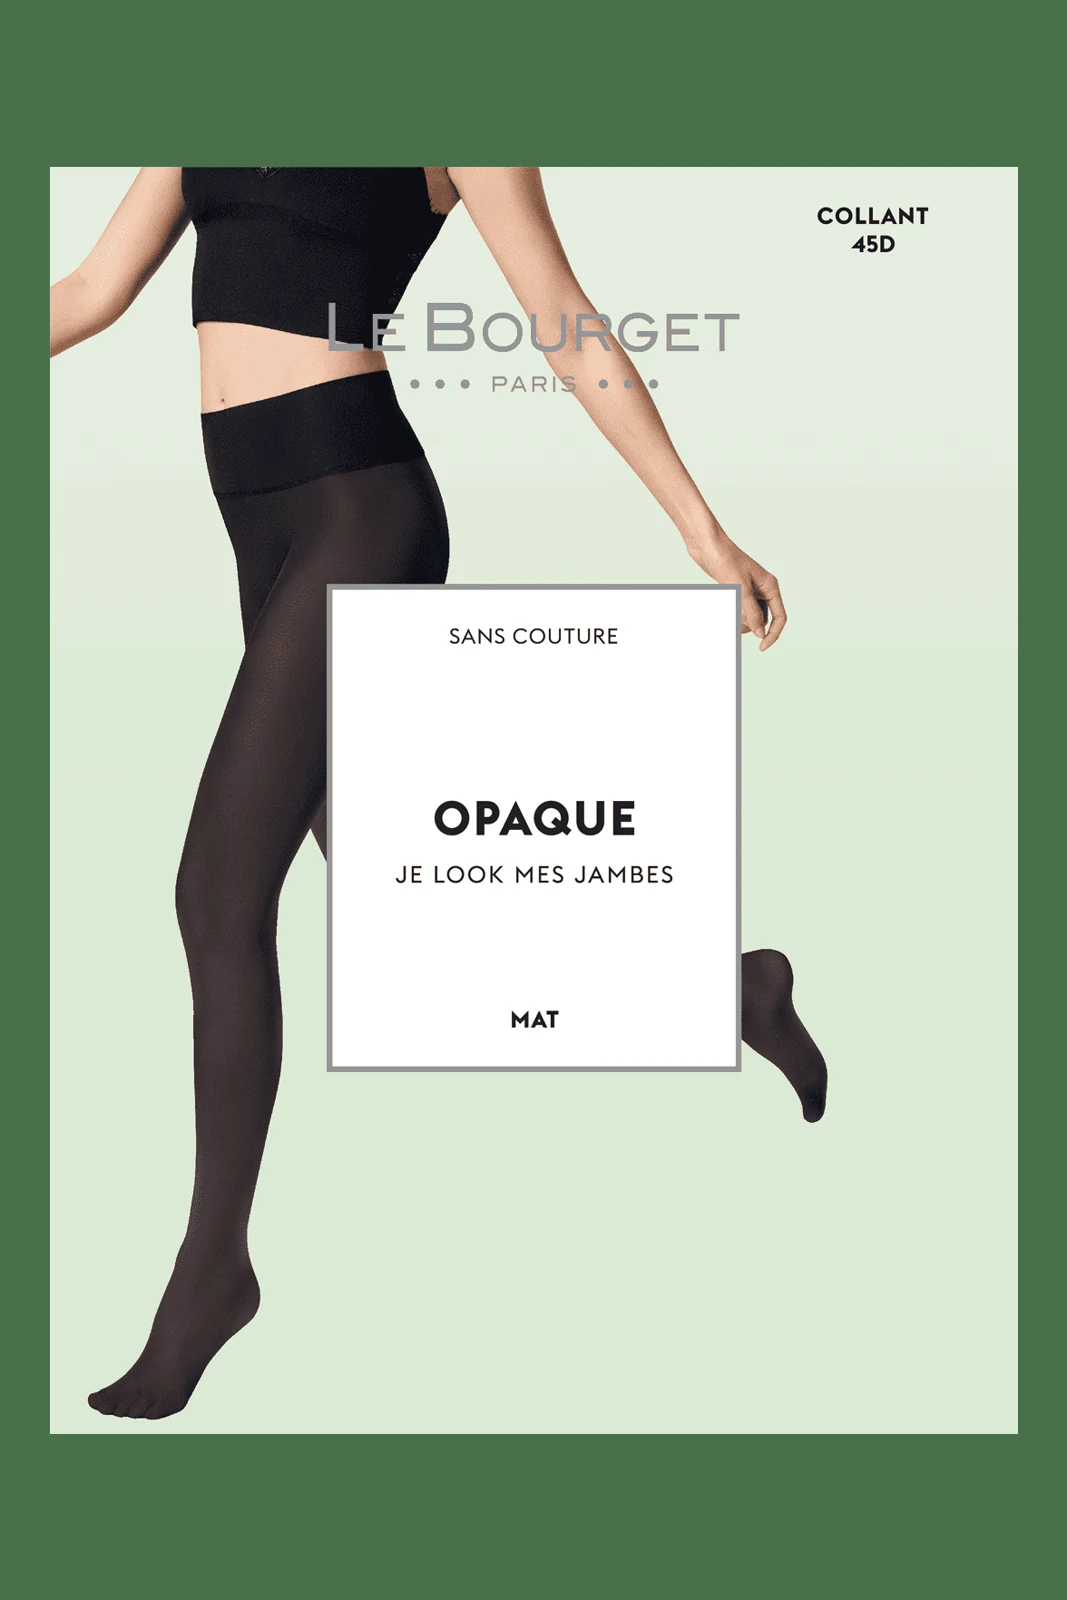 COLLANT
45D
LE BOURGET
••• PARIS •••
SANS COUTURE
OPAQUE
JE LOOK MES JAMBES
MAT